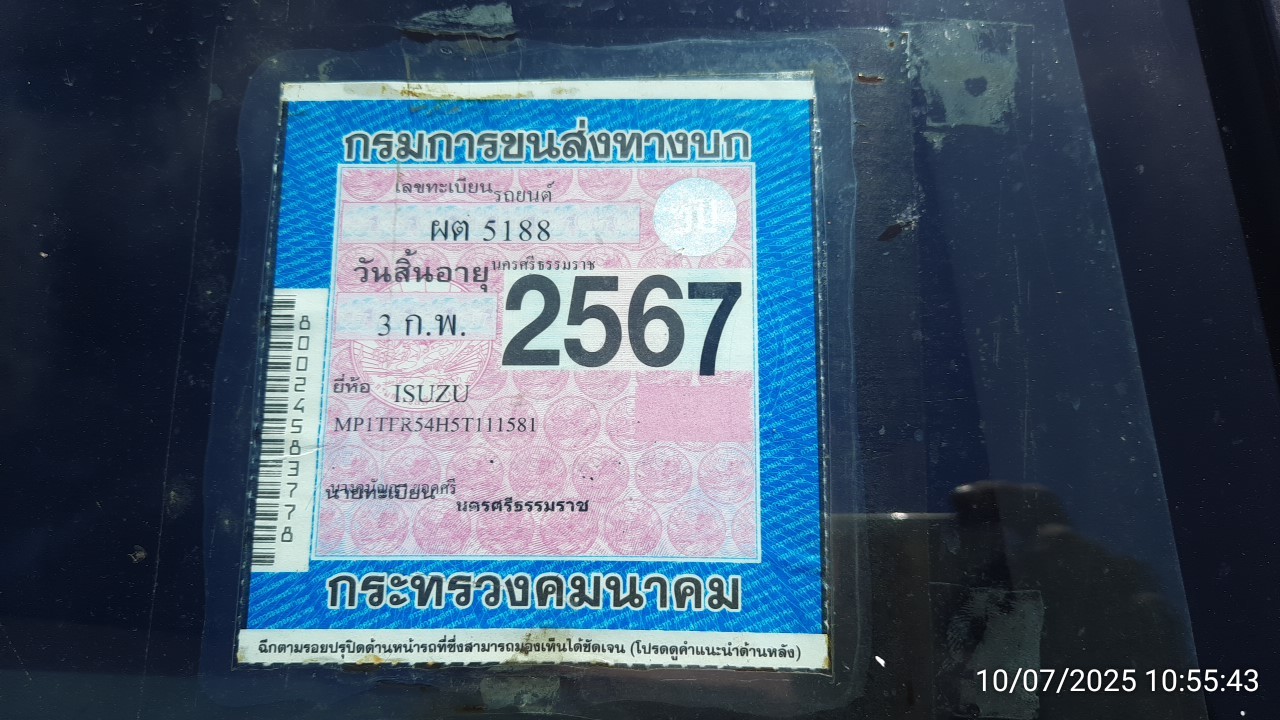 กรมการขนส่งทางบก
เลขทะเบียนรถยนต์
ผต 5188
วันสิ้นอายุ นครศรีธรรมราช
3 ก.พ. 2567
ยี่ห้อ ISUZU
MP1TFR54H5T111581
นายทะเบียน
นครศรีธรรมราช
8002458377８
กระทรวงคมนาคม
ฉีกตามรอยปรุปิดด้านหน้ารถที่ซึ่งสามารถมองเห็นได้ชัดเจน (โปรดดูคำแนะนำด้านหลัง)
10/07/2025 10:55:43